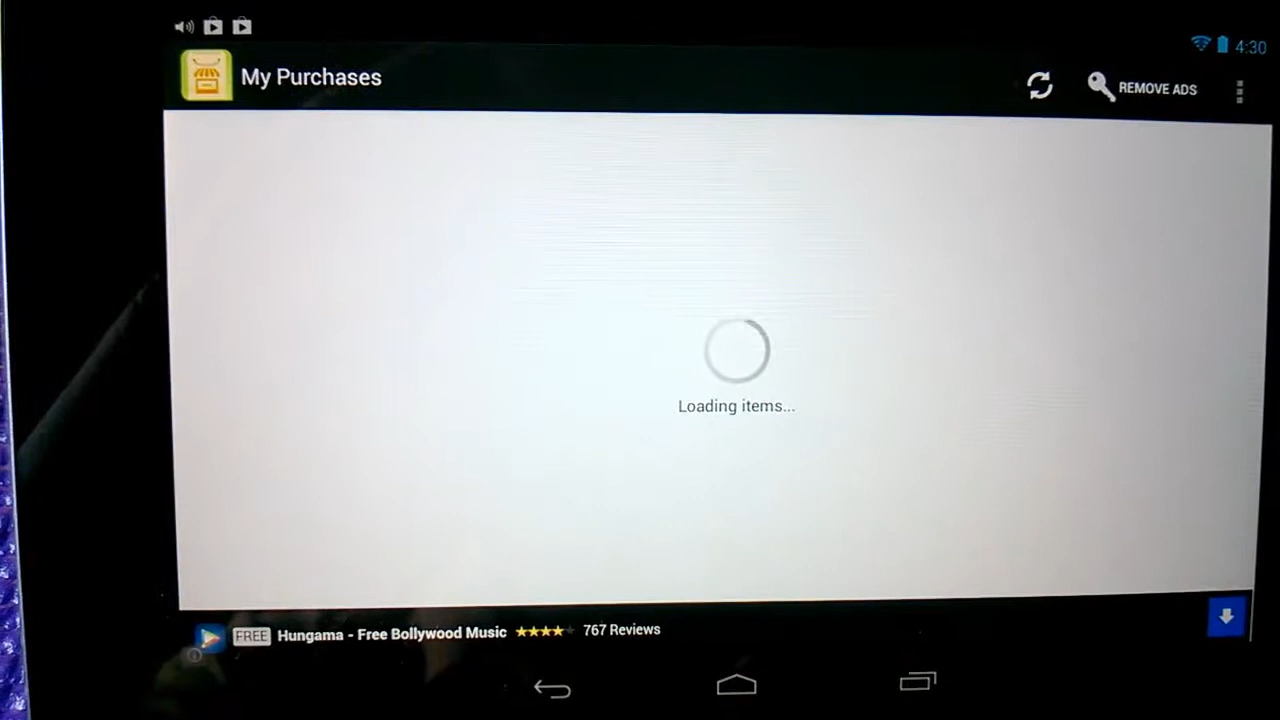 4:30
My Purchases
REMOVE ADS
Loading items...
FREE Hungama - Free Bollywood Music 767 Reviews